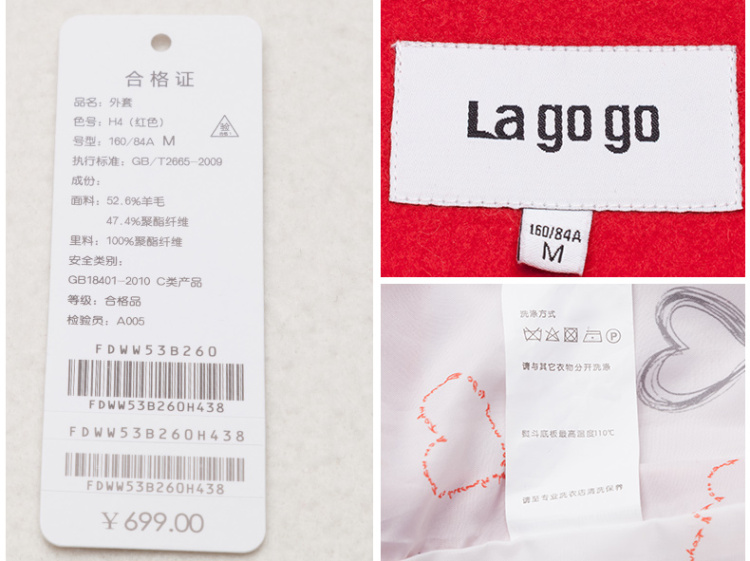 合格证
品名: 外套
色号: H4 (红色)
号型: 160/84A M
验
执行标准: GB/T2665-2009
成份:
面料: 52.6%羊毛
47.4%聚酯纤维
里料: 100%聚酯纤维
安全类别:
GB18401-2010 C类产品
等级: 合格品
检验员: A005
FDWW53B260
FDWW53B260H438
FDWW53B260H438
FDWW53B260H438
¥699.00
Lagogo
160/84A
M
洗涤方式
P
请与其它衣物分开洗涤
熨斗底板最高温度110℃
请至专业洗衣店清洗保养